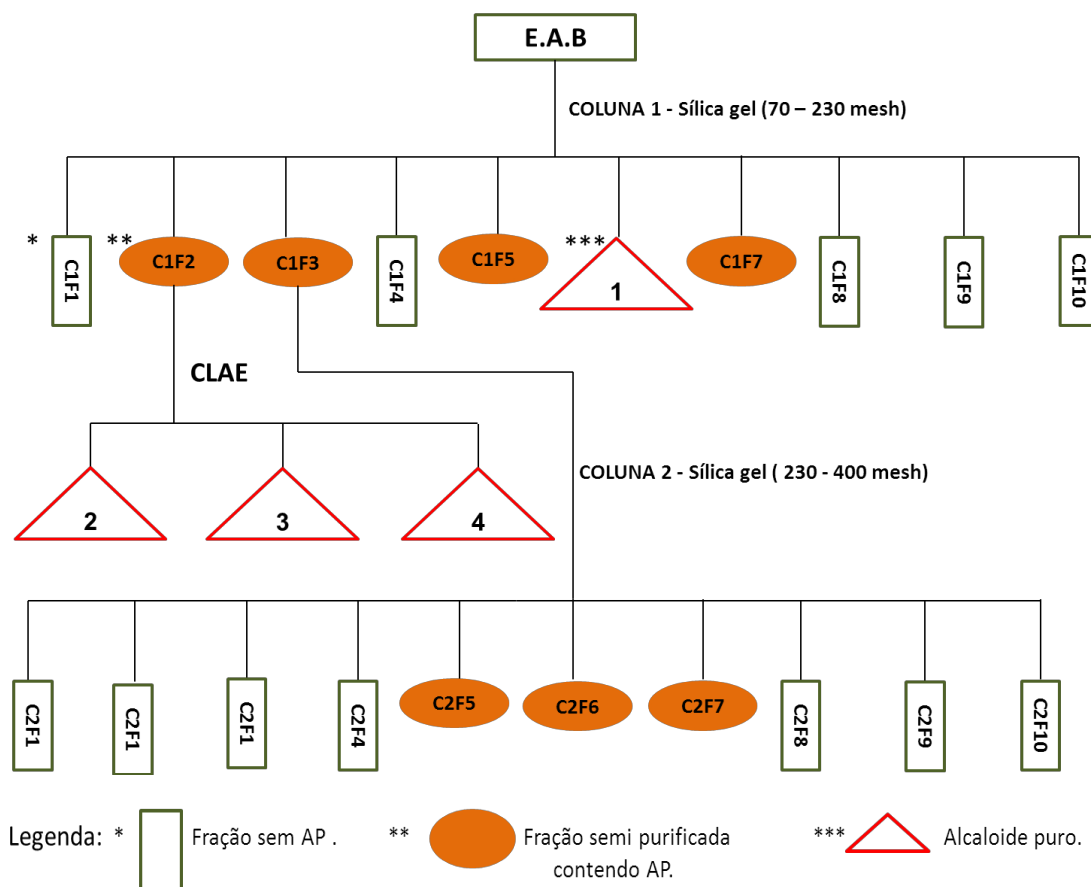 E.A.B
COLUNA 1 - Sílica gel (70 – 230 mesh)
*
C1F1
**
C1F2
C1F3
C1F4
C1F5
***
1
C1F7
C1F8
C1F9
C1F10
CLAE
2
3
4
COLUNA 2 - Sílica gel ( 230 - 400 mesh)
C2F1
C2F1
C2F1
C2F4
C2F5
C2F6
C2F7
C2F8
C2F9
C2F10
Legenda: *
Fração sem AP .
**
Fração semi purificada
contendo AP.
***
Alcaloide puro.